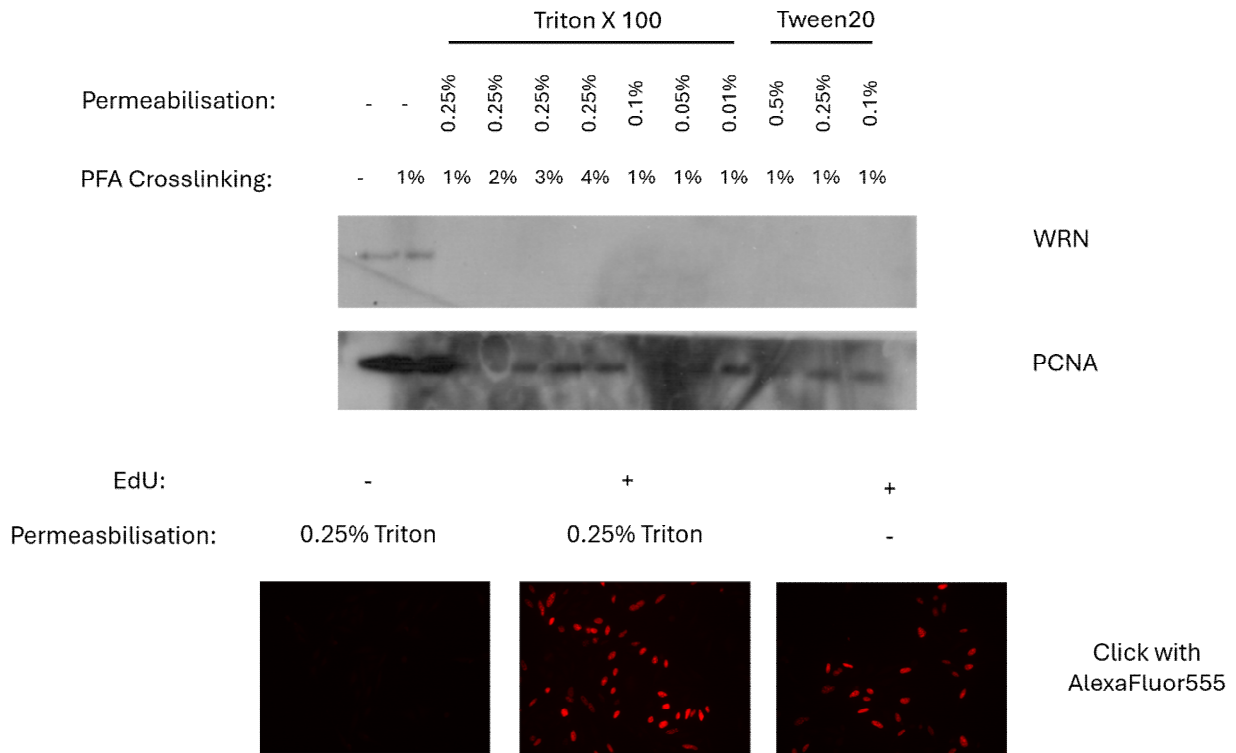 Triton X 100 Tween20
Permeabilisation: - - 0.25% 0.25% 0.25% 0.25% 0.1% 0.05% 0.01% 0.5% 0.25% 0.1%
PFA Crosslinking: - 1% 1% 2% 3% 4% 1% 1% 1% 1% 1% 1%
WRN
PCNA
EdU: - + +
Permeasbilisation: 0.25% Triton 0.25% Triton -
Click with
AlexaFluor555